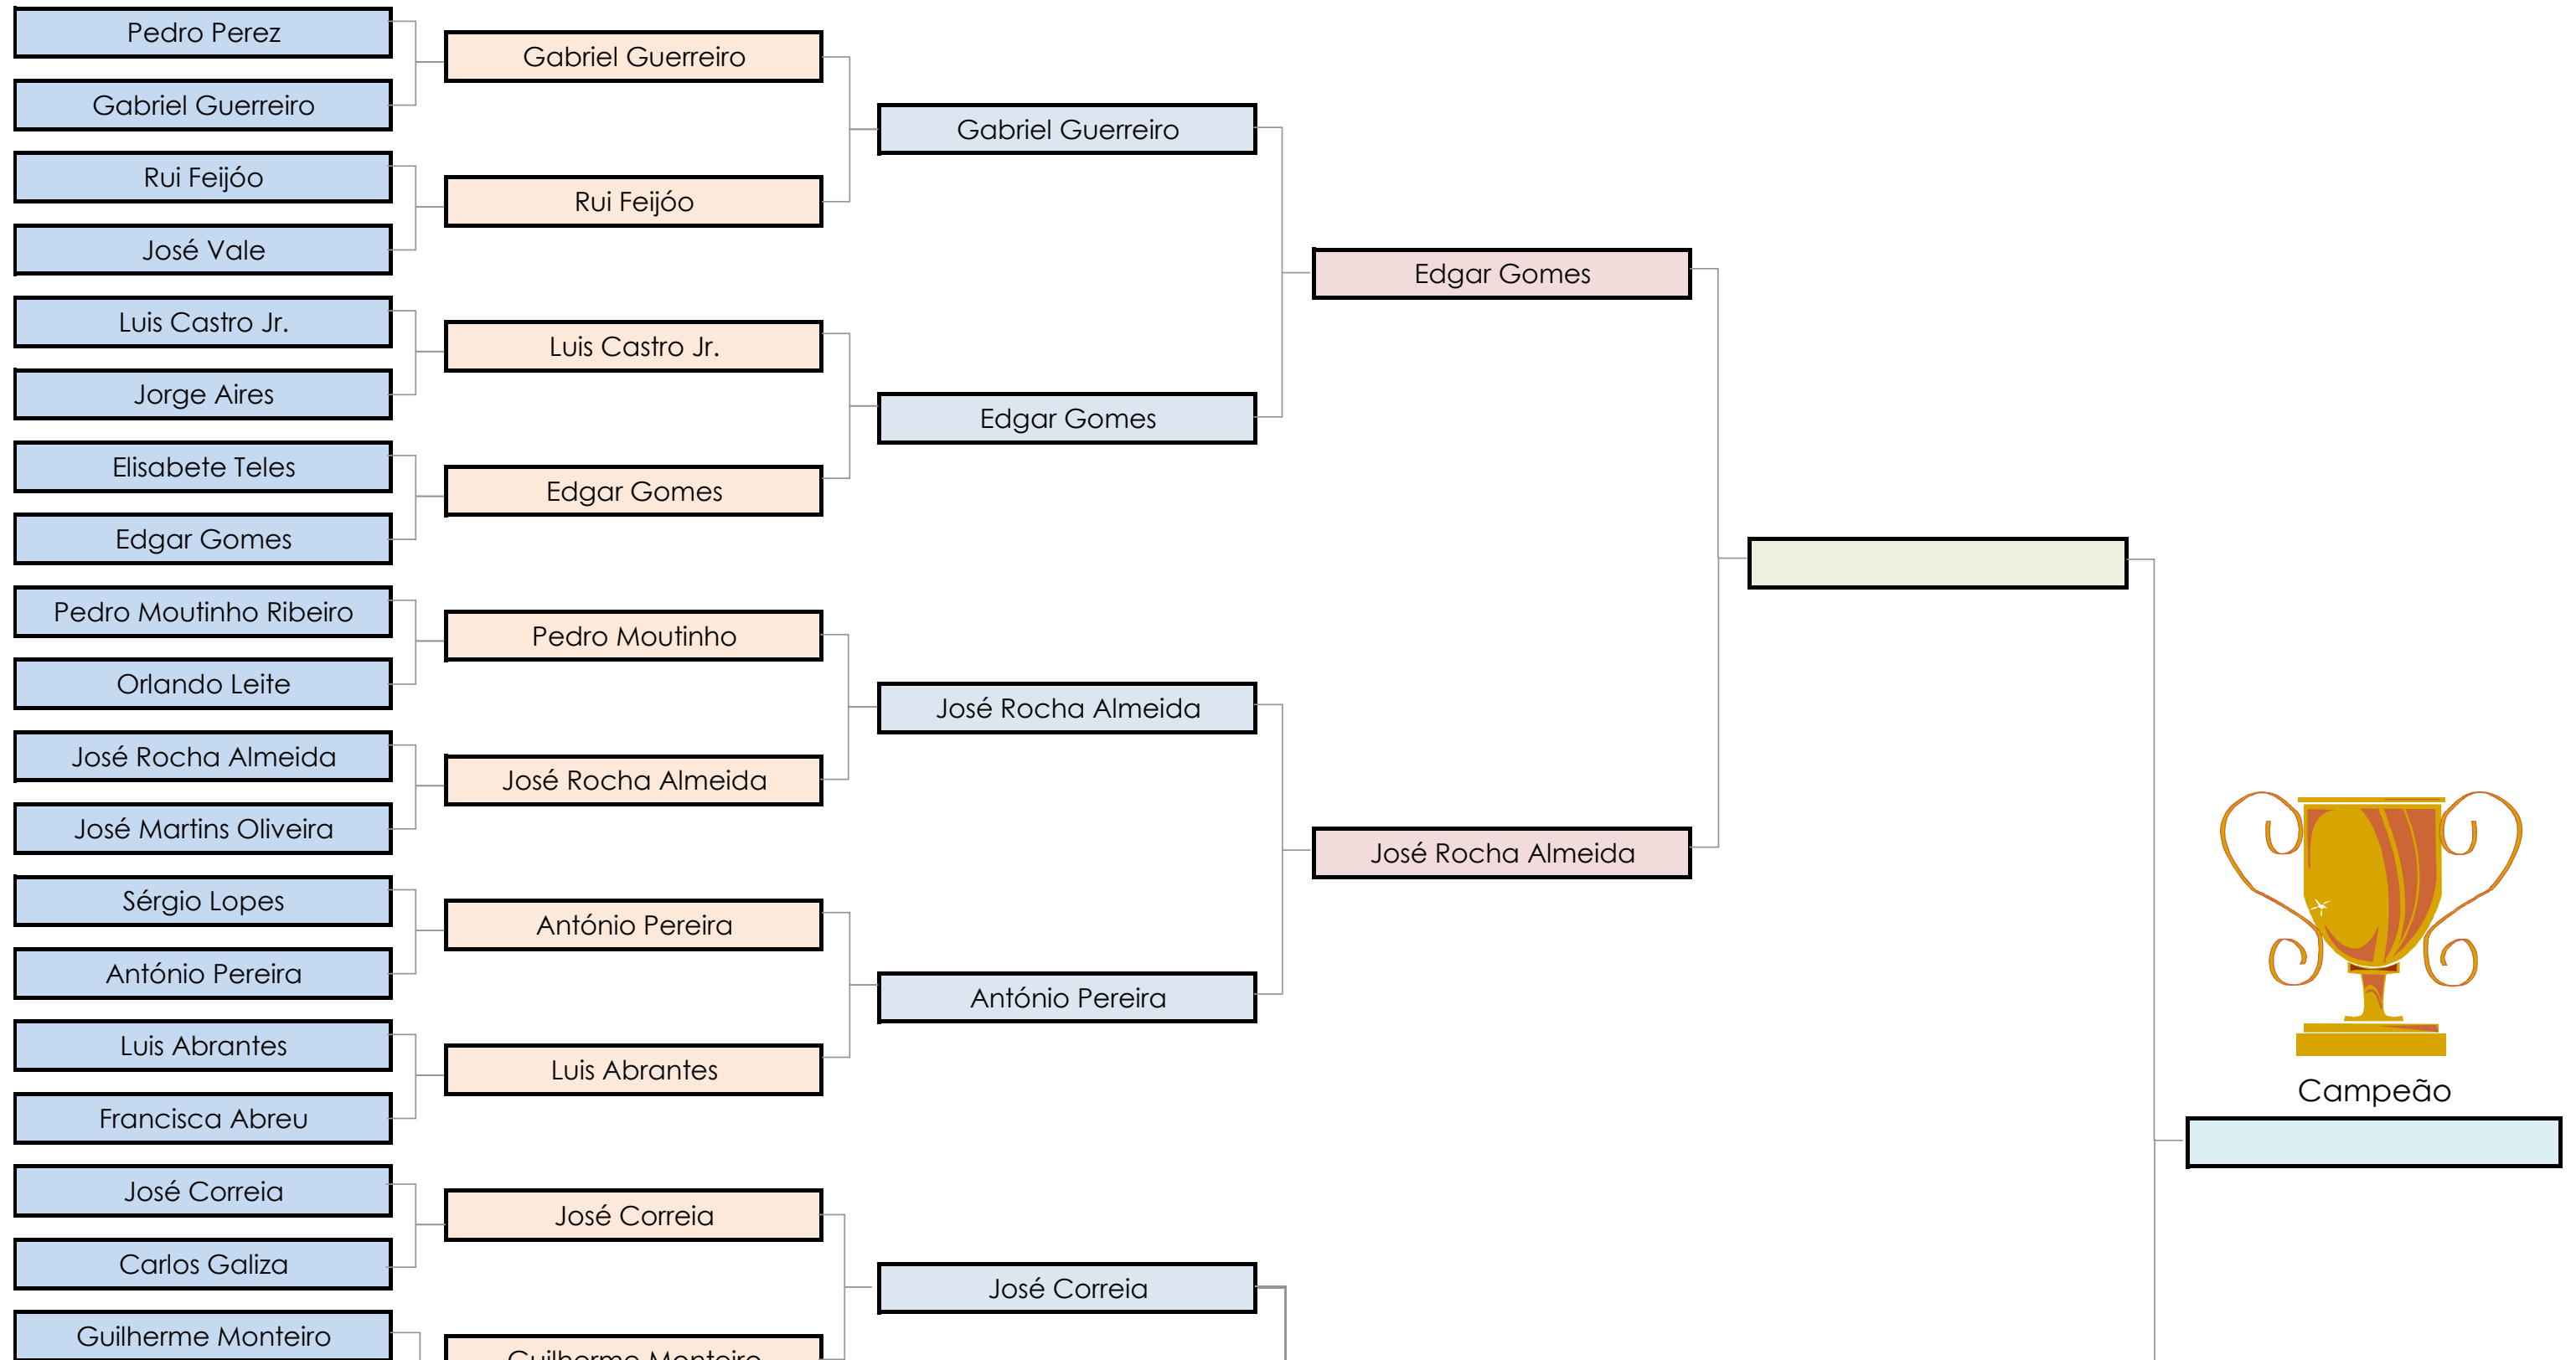 Pedro Perez
Gabriel Guerreiro
Rui Feijóo
José Vale
Luis Castro Jr.
Jorge Aires
Elisabete Teles
Edgar Gomes
Pedro Moutinho Ribeiro
Orlando Leite
José Rocha Almeida
José Martins Oliveira
Sérgio Lopes
António Pereira
Luis Abrantes
Francisca Abreu
José Correia
Carlos Galiza
Guilherme Monteiro
Gabriel Guerreiro
Rui Feijóo
Luis Castro Jr.
Edgar Gomes
Pedro Moutinho
José Rocha Almeida
António Pereira
Luis Abrantes
José Correia
Guilherme Monteiro
Gabriel Guerreiro
Edgar Gomes
José Rocha Almeida
António Pereira
José Correia
Edgar Gomes
José Rocha Almeida
Campeão